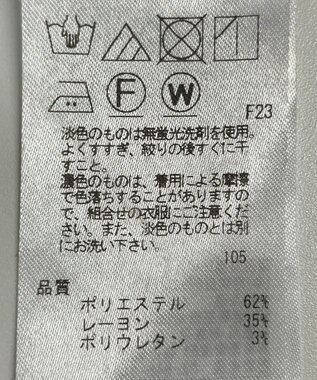 F
W
F23
淡色のものは無蛍光洗剤を使用。
よくすすぎ、絞りの後すぐに干
すこと。
濃色のものは、着用による摩擦
で色落ちすることがありますの
で、組合せの衣服にご注意くださ
い。また、淡色のものとは別
にお洗い下さい。
105
品質
ポリエステル 62%
レーヨン 35%
ポリウレタン 3%